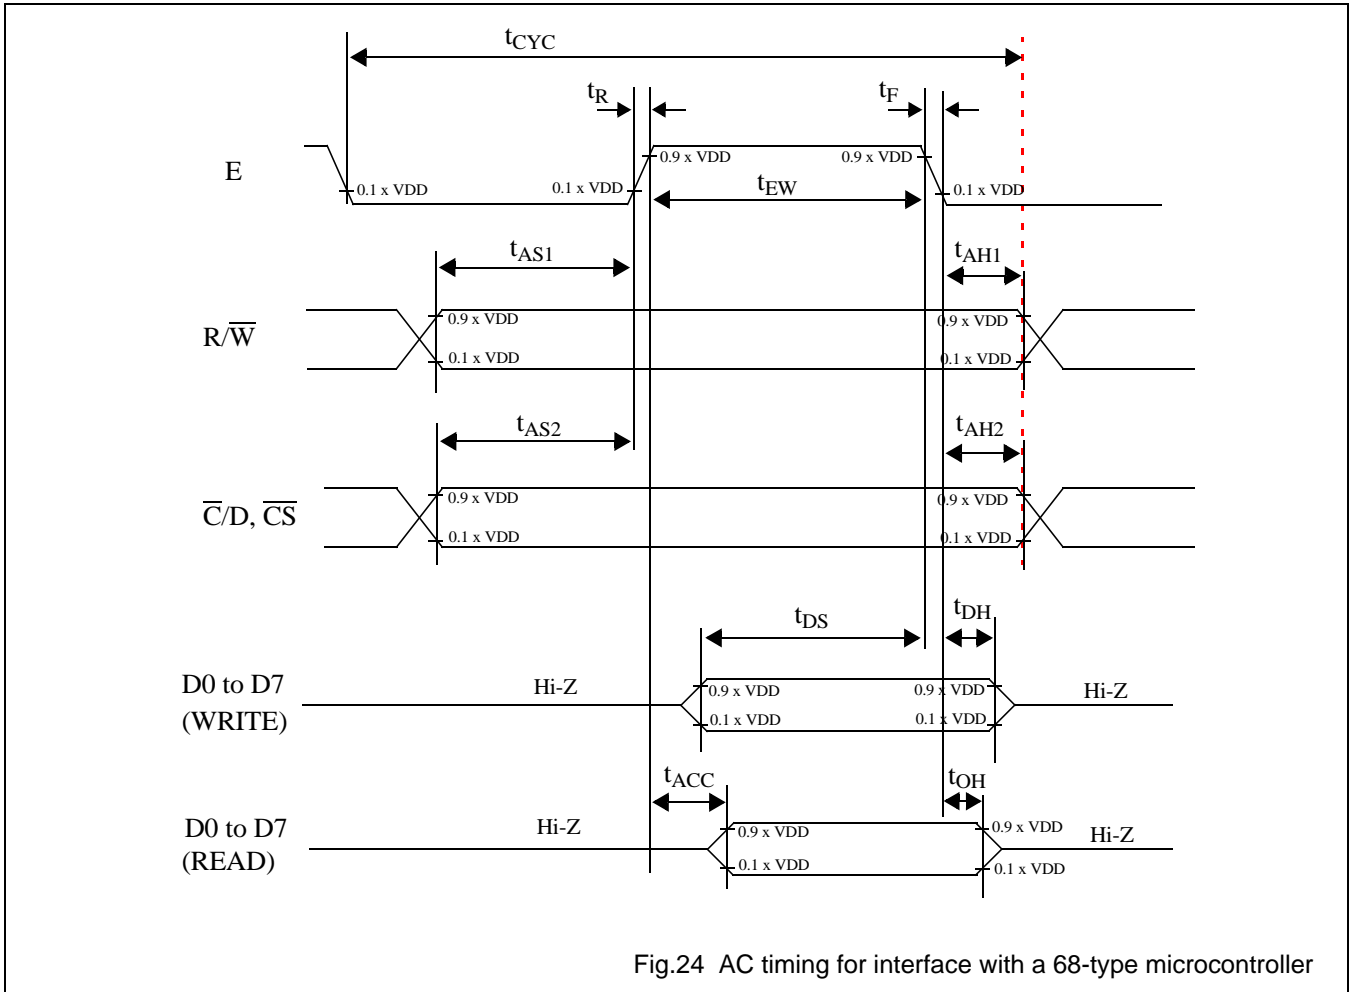 tCYC
tR
tF
E
0.9 x VDD
0.9 x VDD
0.1 x VDD
0.1 x VDD
tEW
0.1 x VDD
tAS1
tAH1
R/W̅
0.9 x VDD
0.9 x VDD
0.1 x VDD
0.1 x VDD
tAS2
tAH2
C̅/D, C̅S̅
0.9 x VDD
0.9 x VDD
0.1 x VDD
0.1 x VDD
tDS
tDH
D0 to D7
(WRITE)
Hi-Z
0.9 x VDD
0.9 x VDD
Hi-Z
0.1 x VDD
0.1 x VDD
tACC
tOH
D0 to D7
(READ)
Hi-Z
0.9 x VDD
0.9 x VDD
Hi-Z
0.1 x VDD
0.1 x VDD
Fig.24 AC timing for interface with a 68-type microcontroller